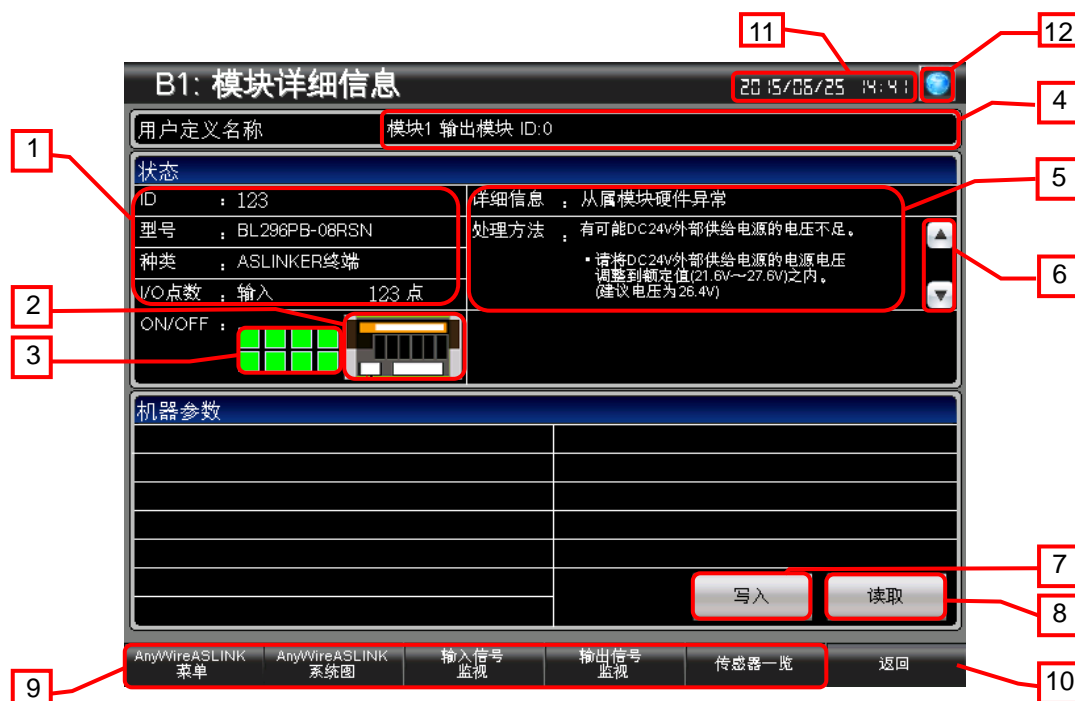 11
12
B1: 模块详细信息
2015/06/25 14:41
4
用户定义名称
模块1 输出模块 ID:0
1
状态
5
ID : 123
详细信息 : 从属模块硬件异常
型号 : BL296PB-08RSN
处理方法 : 有可能DC24V外部供给电源的电压不足。
种类 : ASLINKER终端
・请将DC24V外部供给电源的电源电压
调整到额定值(21.6V～27.6V)之内。
(建议电压为26.4V)
6
I/O点数 : 输入 123 点
2
ON/OFF :
3
机器参数
7
写入
读取
8
AnyWireASLINK
菜单
AnyWireASLINK
系统图
输入信号
监视
输出信号
监视
传感器一览
返回
9
10